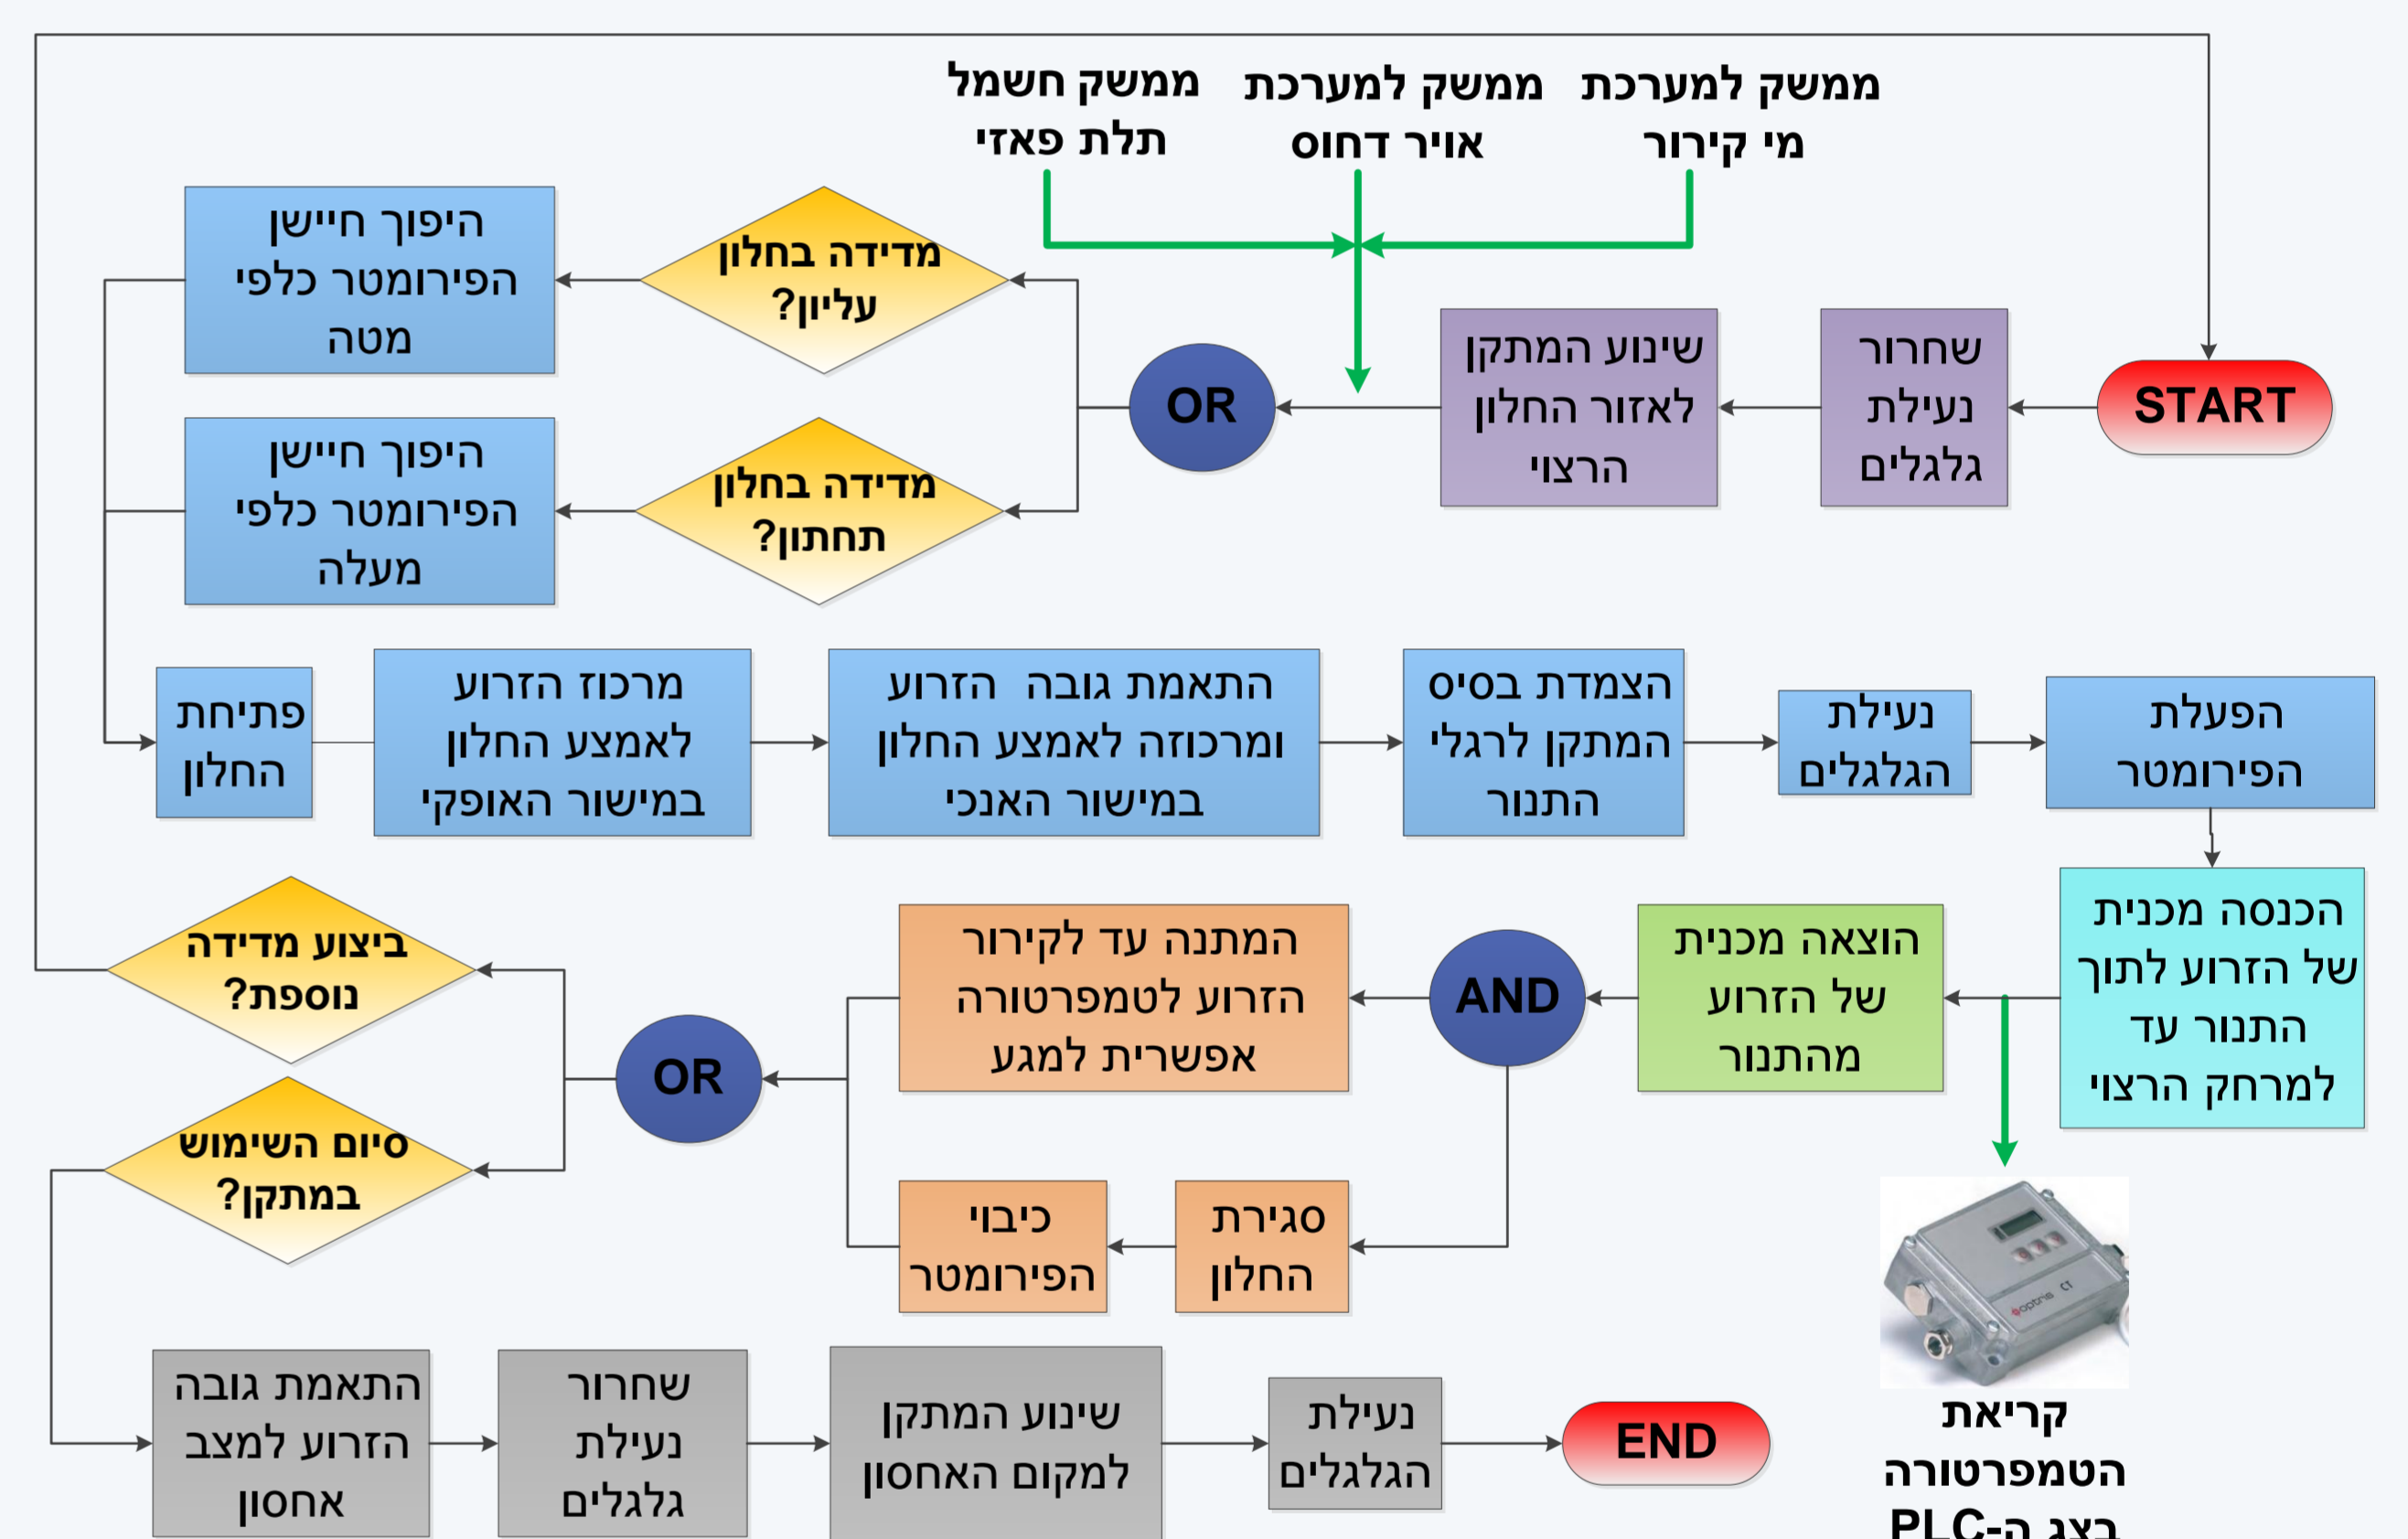 ממשק למערכת
מי קירור
ממשק למערכת
אויר דחוס
ממשק חשמל
תלת פאזי
START
שחרור
נעילת
גלגלים
שינוע המתקן
לאזור החלון
הרצוי
OR
מדידה בחלון
עליון?
היפוך חיישן
הפירומטר כלפי
מטה
מדידה בחלון
תחתון?
היפוך חיישן
הפירומטר כלפי
מעלה
פתיחת
החלון
מרכוז הזרוע
לאמצע החלון
במישור האופקי
התאמת גובה הזרוע
ומרכוזה לאמצע החלון
במישור האנכי
הצמדת בסיס
המתקן לרגלי
התנור
נעילת
הגלגלים
הפעלת
הפירומטר
הכנסה מכנית
של הזרוע לתוך
התנור עד
למרחק הרצוי
optris CT
קריאת
הטמפרטורה
בצג ה-PLC
הוצאה מכנית
של הזרוע
מהתנור
AND
המתנה עד לקירור
הזרוע לטמפרטורה
אפשרית למגע
סגירת
החלון
כיבוי
הפירומטר
OR
ביצוע מדידה
נוספת?
סיום השימוש
במתקן?
התאמת גובה
הזרוע למצב
אחסון
שחרור
נעילת
גלגלים
שינוע המתקן
למקום האחסון
נעילת
הגלגלים
END